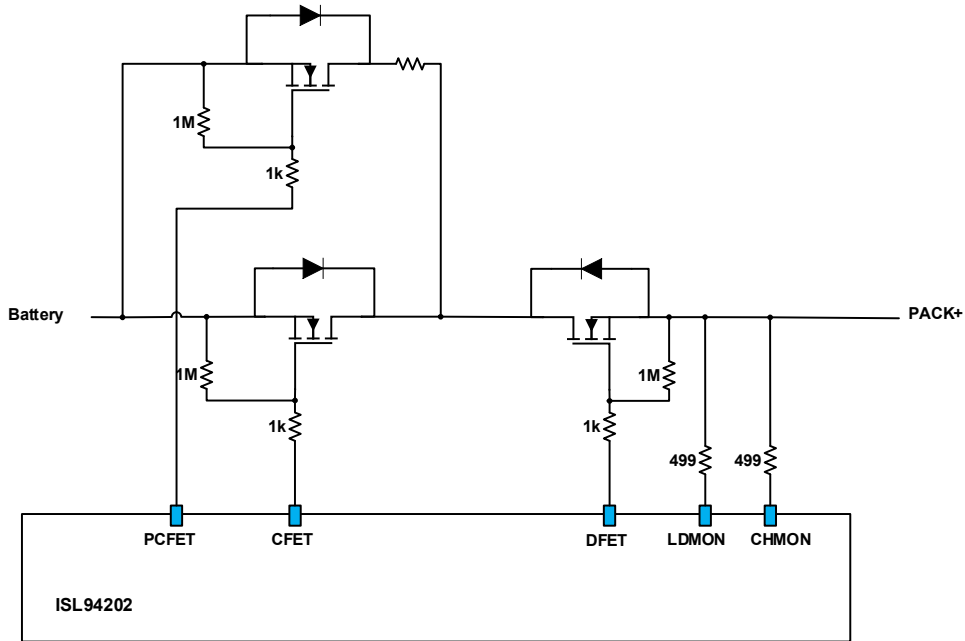 1M
1k
Battery
PACK+
1M
1M
1k
1k
499
499
PCFET
CFET
DFET
LDMON
CHMON
ISL94202